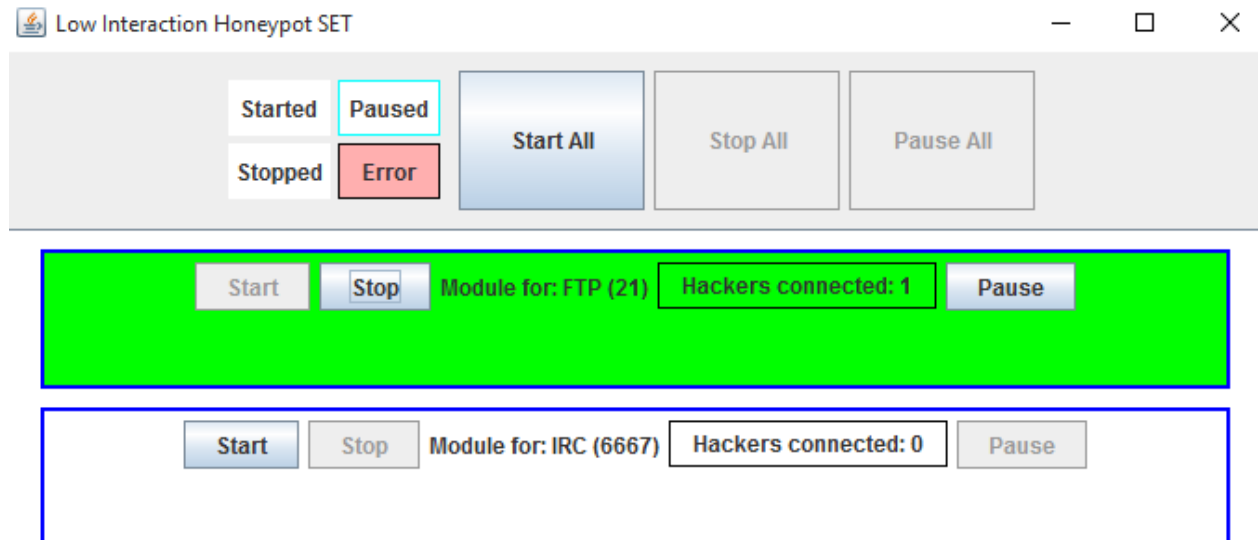 Low Interaction Honeypot SET
Started Paused
Stopped Error
Start All Stop All Pause All
Start Stop Module for: FTP (21) Hackers connected: 1 Pause
Start Stop Module for: IRC (6667) Hackers connected: 0 Pause